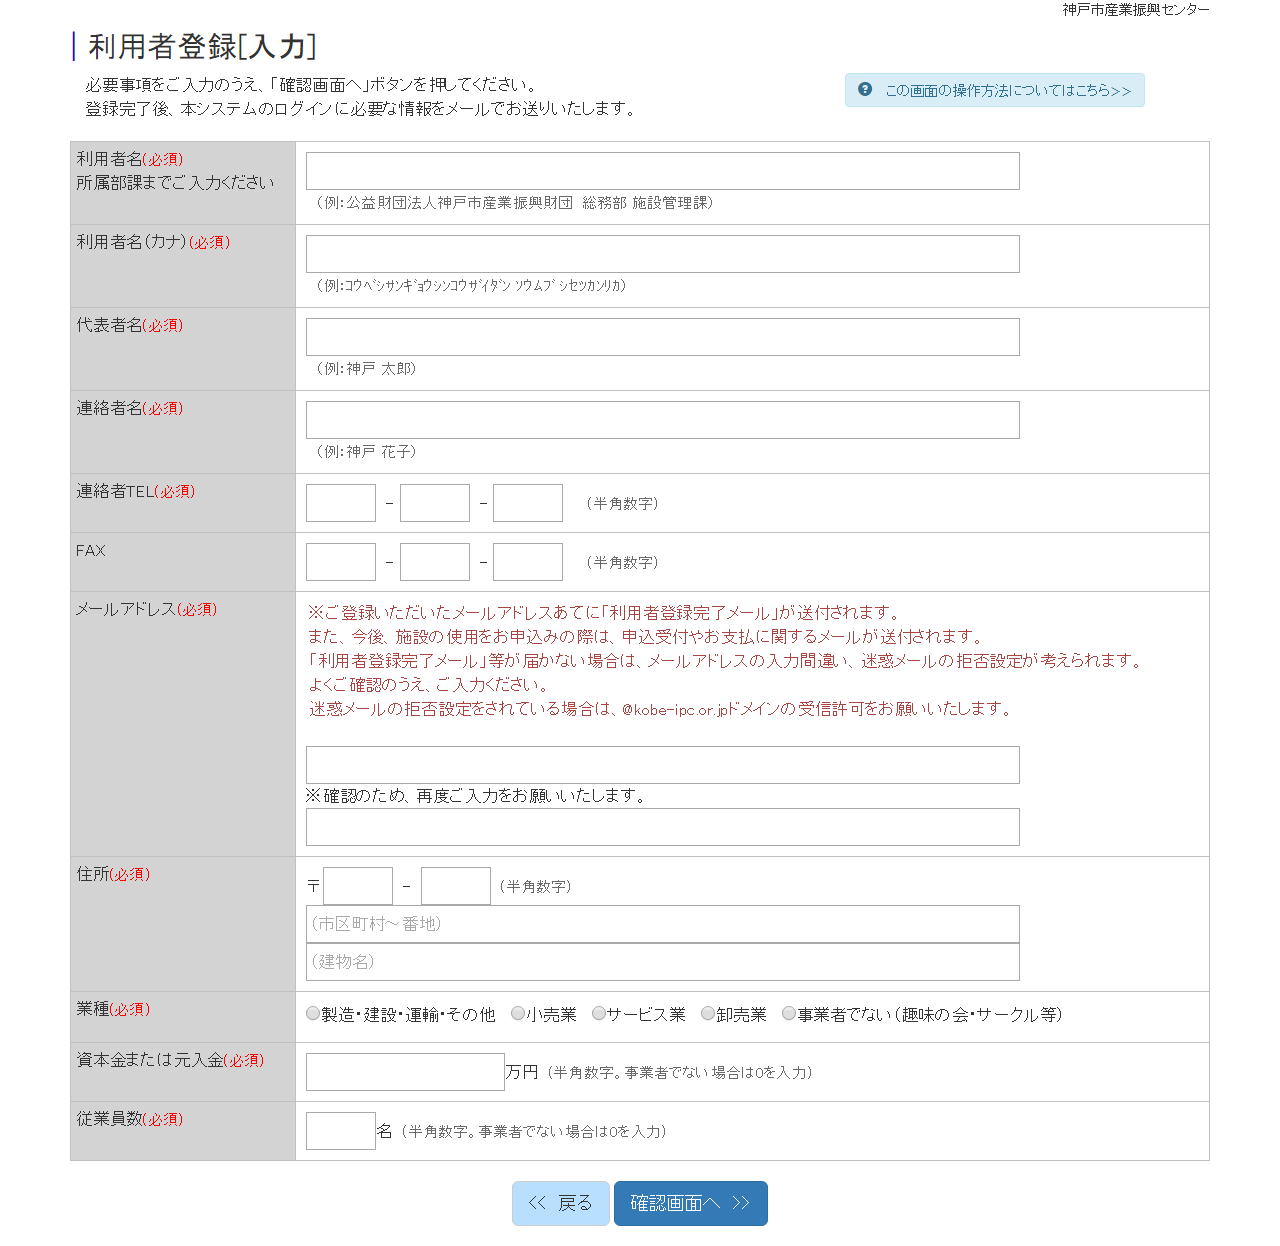 神戸市産業振興センター
利用者登録[入力]
必要事項をご入力のうえ、「確認画面へ」ボタンを押してください。
登録完了後、本システムのログインに必要な情報をメールでお送りいたします。
この画面の操作方法についてはこちら>>
利用者名(必須)
所属部課までご入力ください
（例：公益財団法人神戸市産業振興財団　総務部 施設管理課）
利用者名（カナ）(必須)
（例：ｺｳﾍﾞｼｻﾝｷﾞｮｳｼﾝｺｳｻﾞｲﾀﾞﾝ ｿｳﾑﾌﾞ ｼｾﾂｶﾝﾘｶ）
代表者名(必須)
（例：神戸 太郎）
連絡者名(必須)
（例：神戸 花子）
連絡者TEL(必須)
- - （半角数字）
FAX
- - （半角数字）
メールアドレス(必須)
※ご登録いただいたメールアドレスあてに「利用者登録完了メール」が送付されます。
また、今後、施設の使用をお申込みの際は、申込受付やお支払に関するメールが送付されます。
「利用者登録完了メール」等が届かない場合は、メールアドレスの入力間違い、迷惑メールの拒否設定が考えられます。
よくご確認のうえ、ご入力ください。
迷惑メールの拒否設定をされている場合は、@kobe-ipc.or.jpドメインの受信許可をお願いいたします。
※確認のため、再度ご入力をお願いいたします。
住所(必須)
〒 - （半角数字）
（市区町村～番地）
（建物名）
業種(必須)
製造・建設・運輸・その他 小売業 サービス業 卸売業 事業者でない（趣味の会・サークル等）
資本金または元入金(必須)
万円 （半角数字。事業者でない場合は0を入力）
従業員数(必須)
名 （半角数字。事業者でない場合は0を入力）
<< 戻る 確認画面へ >>